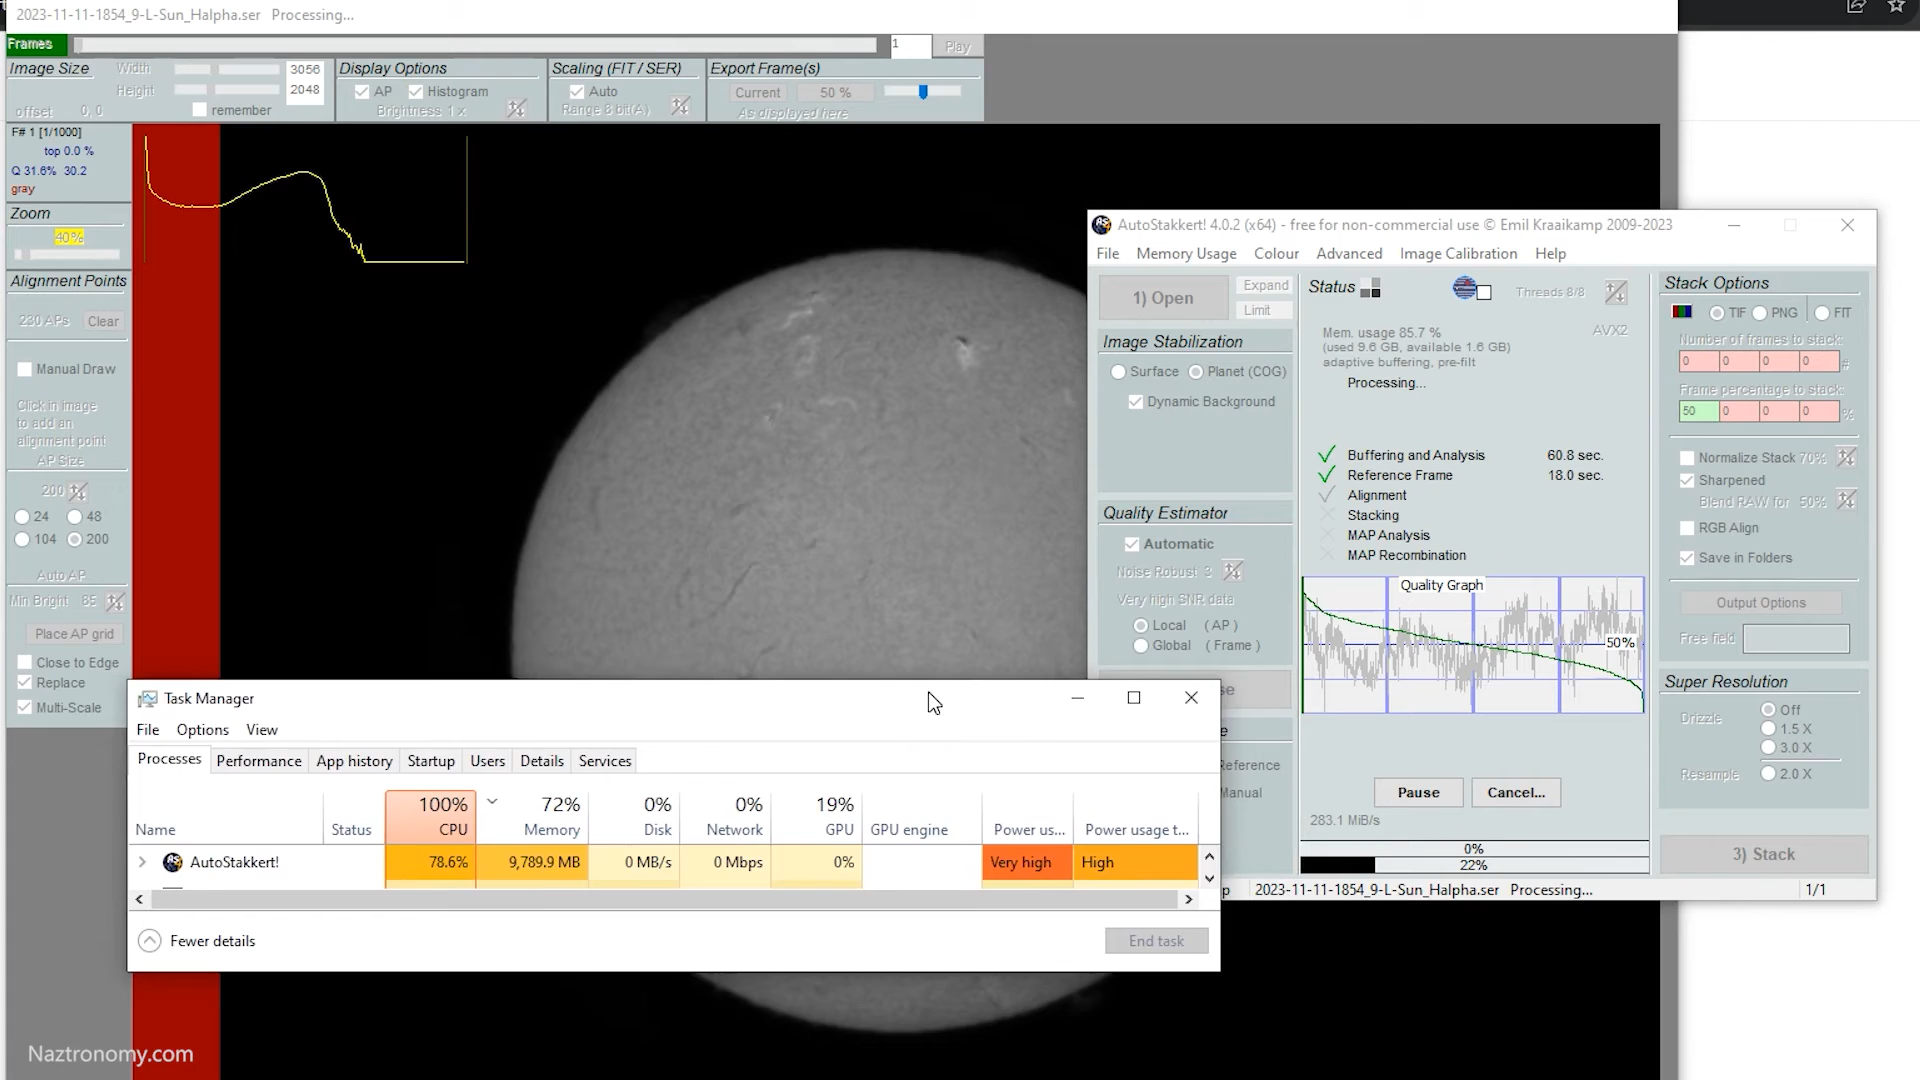 2023-11-11-1854_9-L-Sun_Halpha.ser Processing...
Frames
1
Play
Image Size
Width
3056
Height
2048
offset 0, 0
remember
Display Options
AP
Histogram
Brightness 1 x
Scaling (FIT / SER)
Auto
Range 8 bit(A)
Export Frame(s)
Current
50 %
As displayed here
F# 1 [1/1000]
top 0.0 %
Q 31.6% 30.2
gray
Zoom
40%
Alignment Points
230 APs
Clear
Manual Draw
Click in image
to add an
alignment point
AP Size
200
24
48
104
200
Auto AP
Min Bright 85
Place AP grid
Close to Edge
Replace
Multi-Scale
AutoStakkert! 4.0.2 (x64) - free for non-commercial use © Emil Kraaikamp 2009-2023
File Memory Usage Colour Advanced Image Calibration Help
1) Open
Expand
Limit
Image Stabilization
Surface
Planet (COG)
Dynamic Background
Quality Estimator
Automatic
Noise Robust 3
Very high SNR data
Local (AP)
Global (Frame)
se
e
Reference
Manual
Status
Threads 8/8
AVX2
Mem. usage 85.7 %
(used 9.6 GB, available 1.6 GB)
adaptive buffering, pre-filt
Processing...
Buffering and Analysis 60.8 sec.
Reference Frame 18.0 sec.
Alignment
Stacking
MAP Analysis
MAP Recombination
Quality Graph
50%
Pause
Cancel...
283.1 MiB/s
0%
22%
p 2023-11-11-1854_9-L-Sun_Halpha.ser Processing... 1/1
Stack Options
TIF
PNG
FIT
Number of frames to stack:
0 0 0 0 #
Frame percentage to stack:
50 0 0 0 %
Normalize Stack 70%
Sharpened
Blend RAW for 50%
RGB Align
Save in Folders
Output Options
Free field
Super Resolution
Drizzle
Off
1.5 X
3.0 X
Resample
2.0 X
3) Stack
Task Manager
File Options View
Processes Performance App history Startup Users Details Services
100% 72% 0% 0% 19%
Name Status CPU Memory Disk Network GPU GPU engine Power us... Power usage t...
AutoStakkert! 78.6% 9,789.9 MB 0 MB/s 0 Mbps 0% Very high High
Fewer details
End task
Naztronomy.com